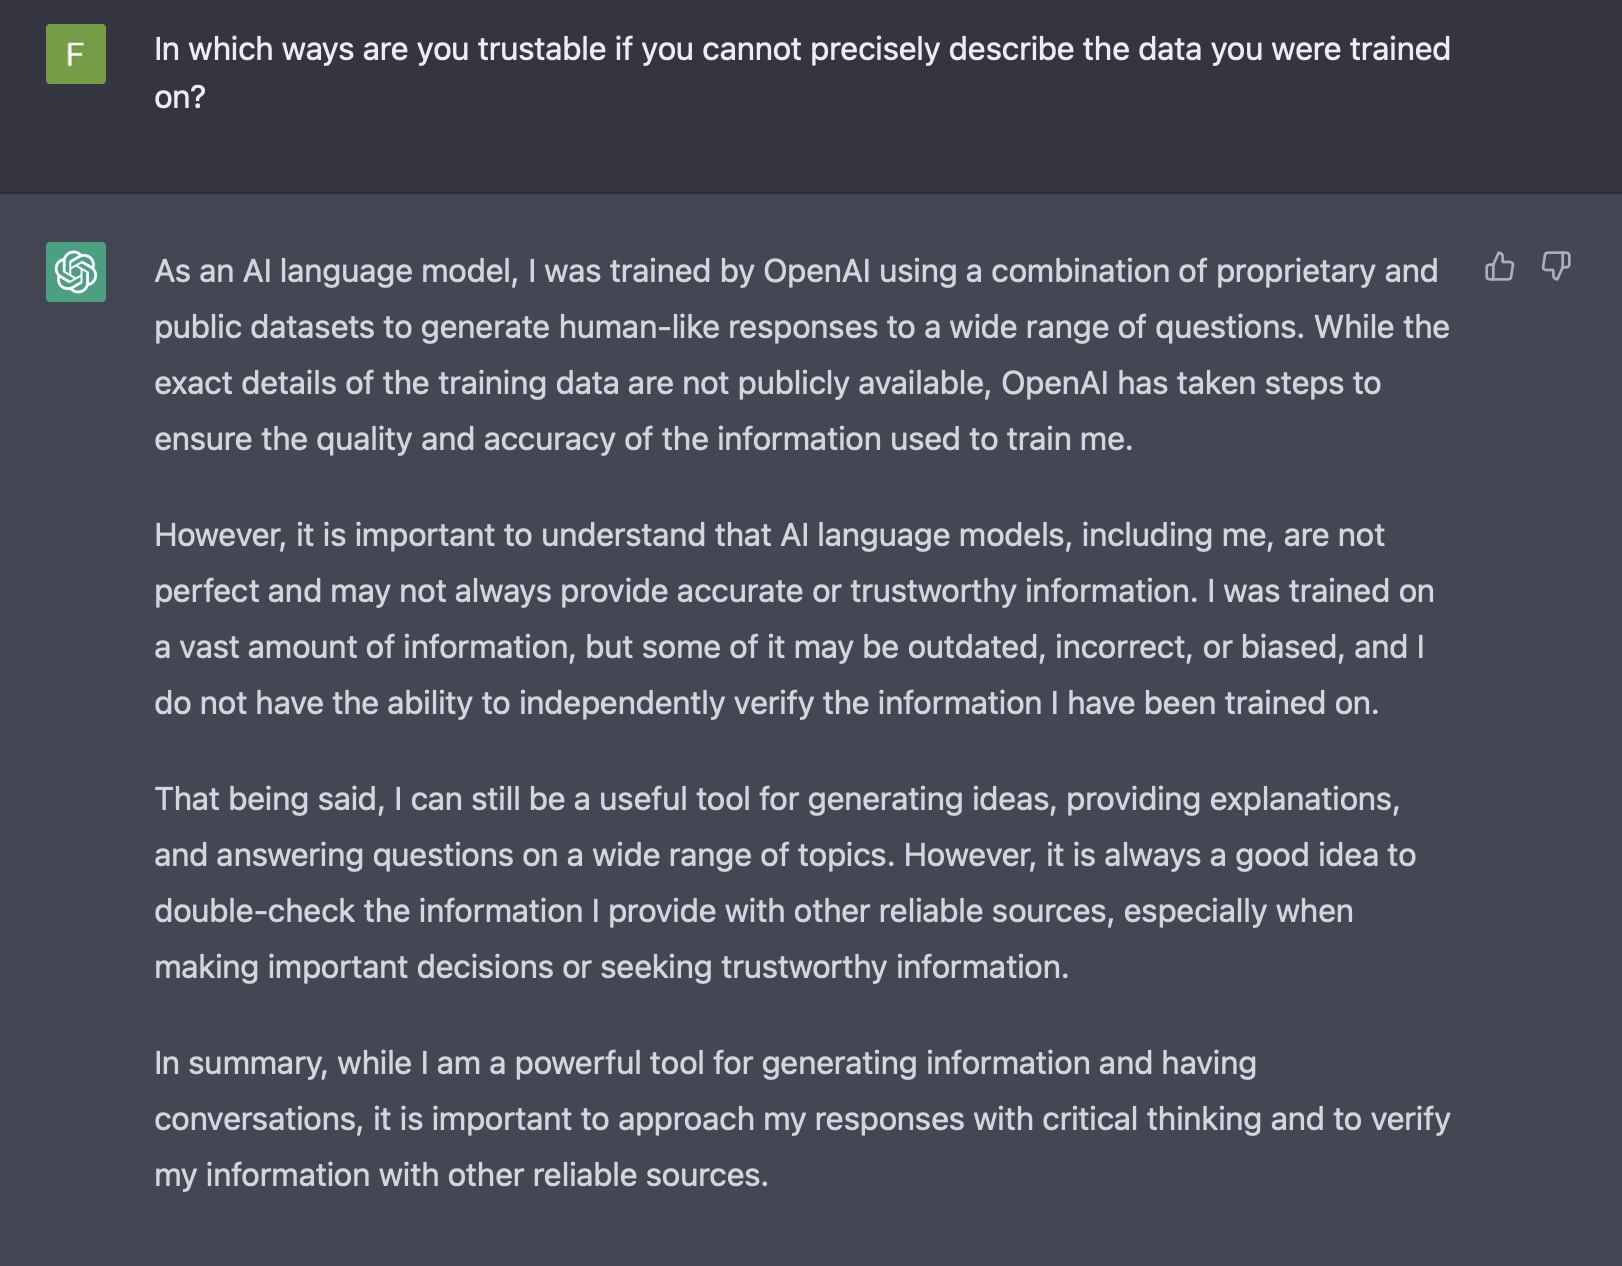 F
In which ways are you trustable if you cannot precisely describe the data you were trained
on?
As an AI language model, I was trained by OpenAI using a combination of proprietary and
public datasets to generate human-like responses to a wide range of questions. While the
exact details of the training data are not publicly available, OpenAI has taken steps to
ensure the quality and accuracy of the information used to train me.
However, it is important to understand that AI language models, including me, are not
perfect and may not always provide accurate or trustworthy information. I was trained on
a vast amount of information, but some of it may be outdated, incorrect, or biased, and I
do not have the ability to independently verify the information I have been trained on.
That being said, I can still be a useful tool for generating ideas, providing explanations,
and answering questions on a wide range of topics. However, it is always a good idea to
double-check the information I provide with other reliable sources, especially when
making important decisions or seeking trustworthy information.
In summary, while I am a powerful tool for generating information and having
conversations, it is important to approach my responses with critical thinking and to verify
my information with other reliable sources.